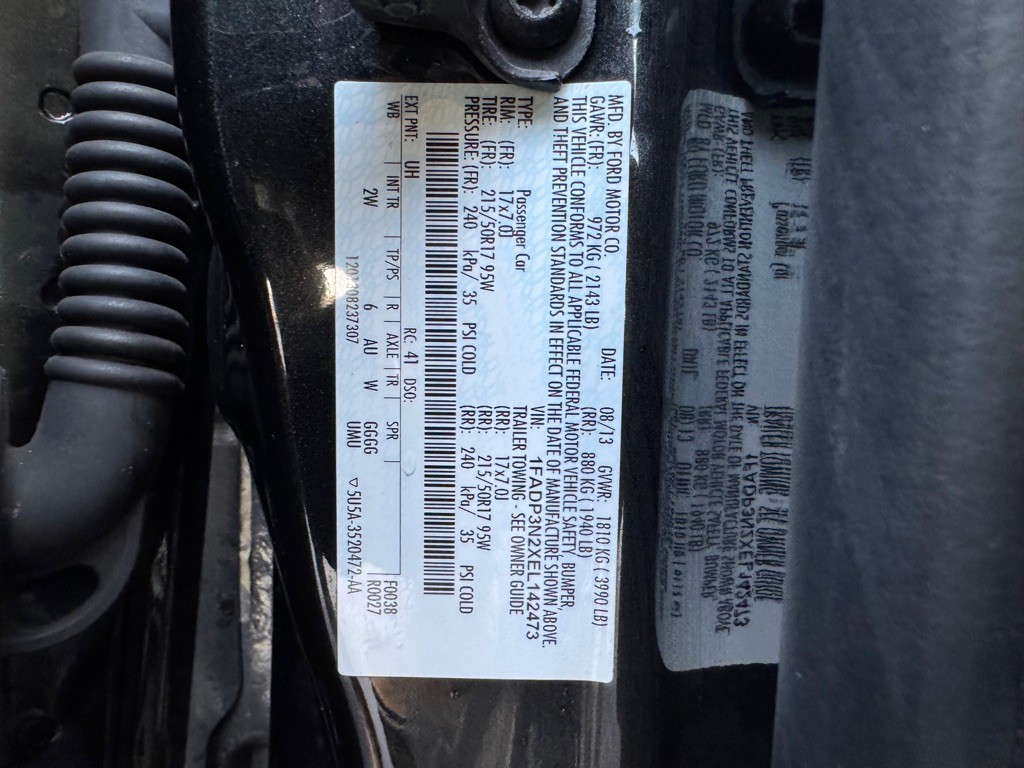 MFD. BY FORD MOTOR CO.
DATE: 08/13 GVWR: 1810 KG ( 3990 LB)
GAWR: (FR): 972 KG ( 2143 LB) (RR): 880 KG ( 1940 LB)
THIS VEHICLE CONFORMS TO ALL APPLICABLE FEDERAL MOTOR VEHICLE SAFETY, BUMPER,
AND THEFT PREVENTION STANDARDS IN EFFECT ON THE DATE OF MANUFACTURE SHOWN ABOVE.
VIN: 1FADP3N2XEL142473
TYPE: Passenger Car TRAILER TOWING - SEE OWNER GUIDE
RIM: (FR): 17x7.0J (RR): 17x7.0J
TIRE: (FR): 215/50R17 95W (RR): 215/50R17 95W
PRESSURE: (FR): 240 kPa/ 35 PSI COLD (RR): 240 kPa/ 35 PSI COLD
EXT PNT: UH RC: 41 DSO: F0038
R0027
WB INT TR TP/PS R AXLE TR SPR
2W 6 AU W GGGG
UMU
1201308237307 5U5A-3520472-AA